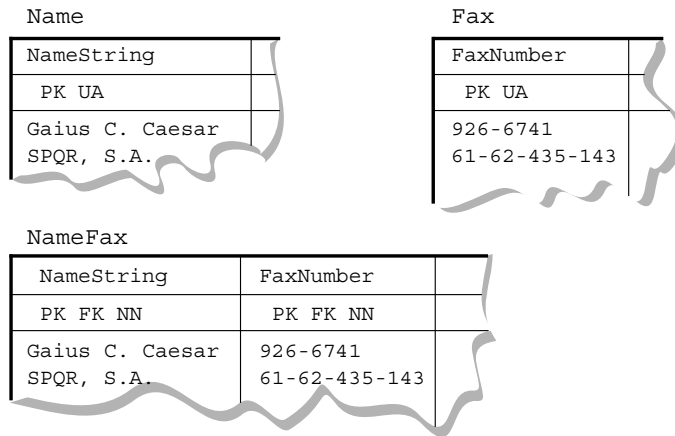 Name
NameString
PK UA
Gaius C. Caesar
SPQR, S.A.
Fax
FaxNumber
PK UA
926-6741
61-62-435-143
NameFax
NameString FaxNumber
PK FK NN PK FK NN
Gaius C. Caesar 926-6741
SPQR, S.A. 61-62-435-143